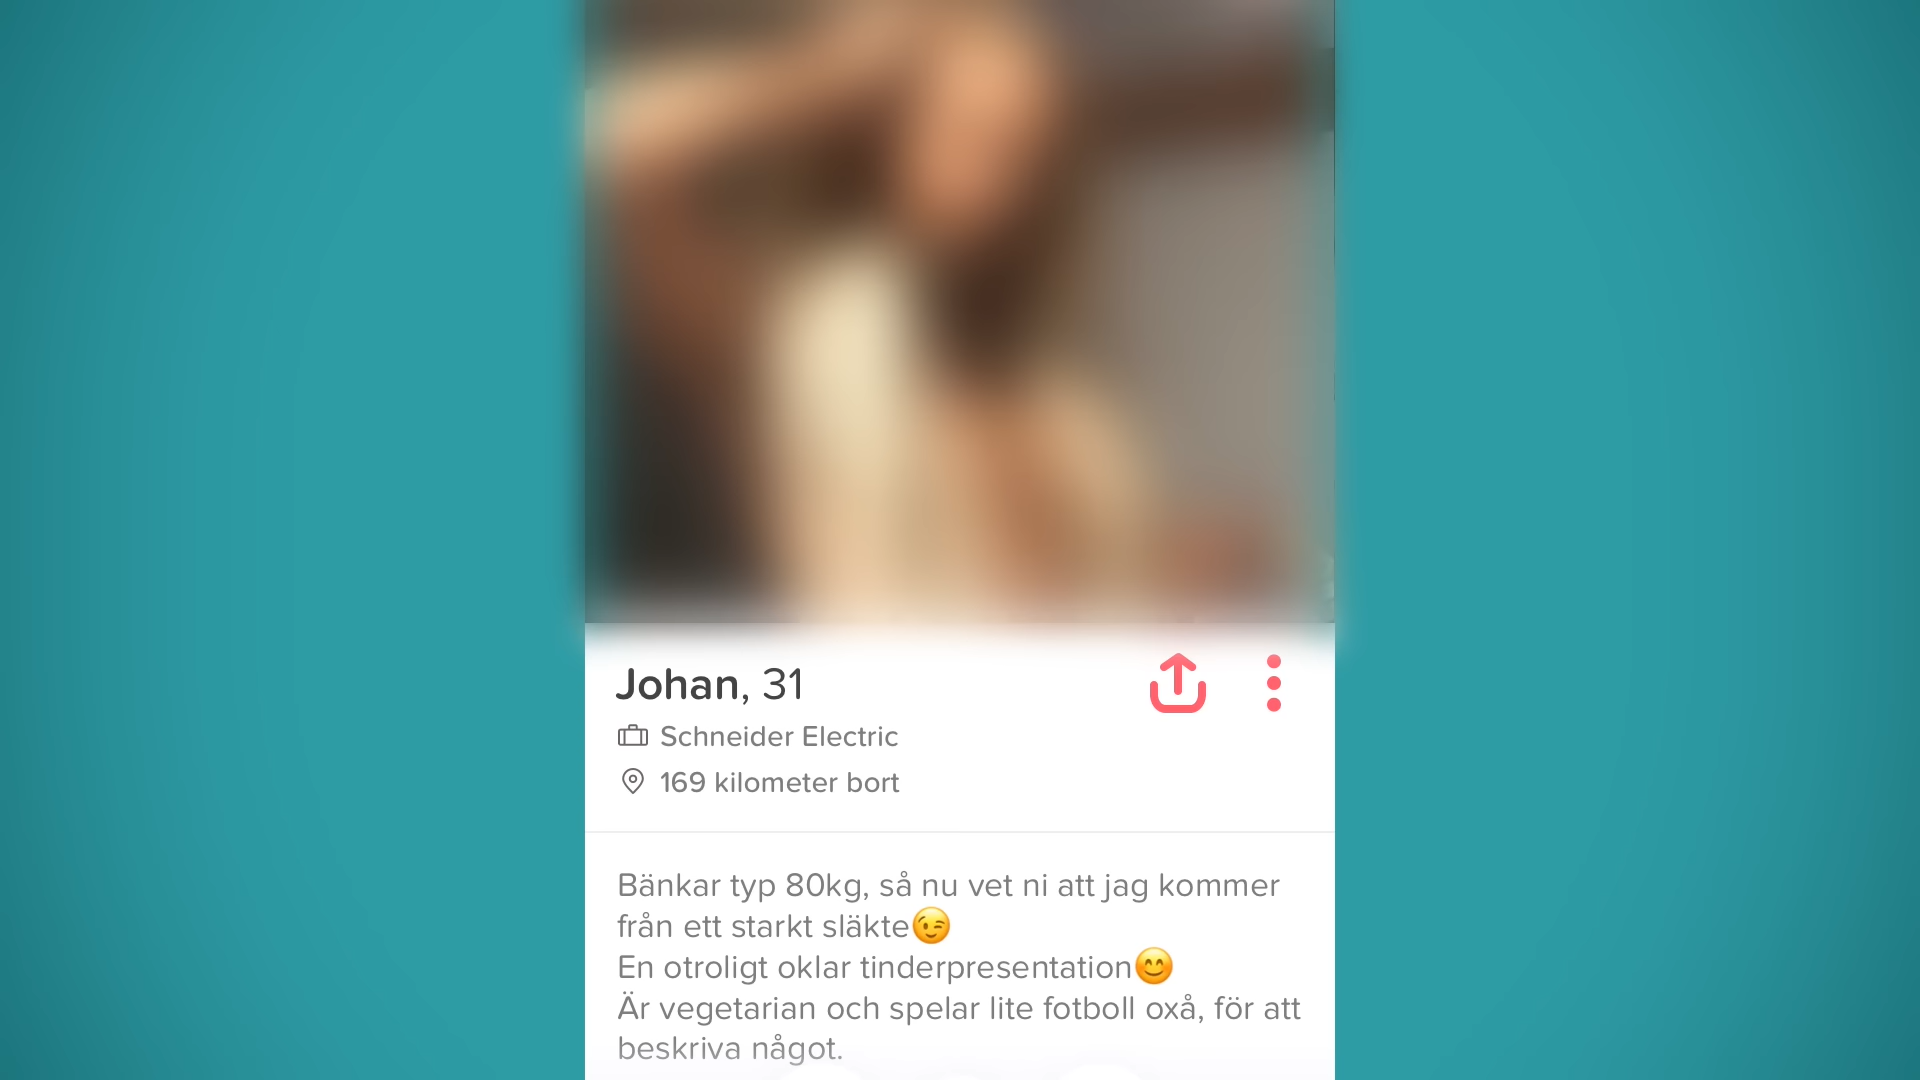 Johan, 31
Schneider Electric
169 kilometer bort
Bänkar typ 80kg, så nu vet ni att jag kommer
från ett starkt släkte😉
En otroligt oklar tinderpresentation😊
Är vegetarian och spelar lite fotboll oxå, för att
beskriva något.